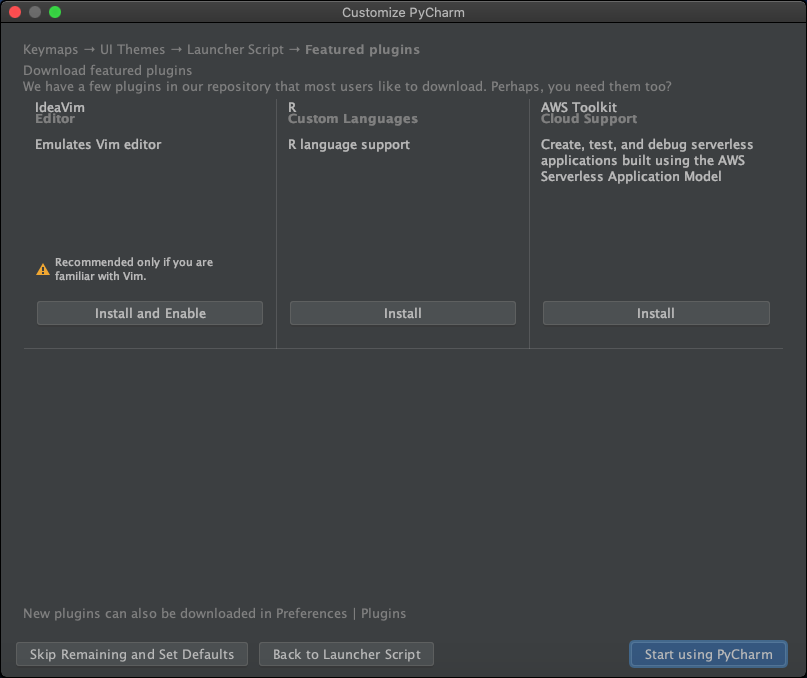 Customize PyCharm
Keymaps → UI Themes → Launcher Script → Featured plugins
Download featured plugins
We have a few plugins in our repository that most users like to download. Perhaps, you need them too?
IdeaVim
Editor
Emulates Vim editor
Recommended only if you are
familiar with Vim.
Install and Enable
R
Custom Languages
R language support
Install
AWS Toolkit
Cloud Support
Create, test, and debug serverless
applications built using the AWS
Serverless Application Model
Install
New plugins can also be downloaded in Preferences | Plugins
Skip Remaining and Set Defaults
Back to Launcher Script
Start using PyCharm